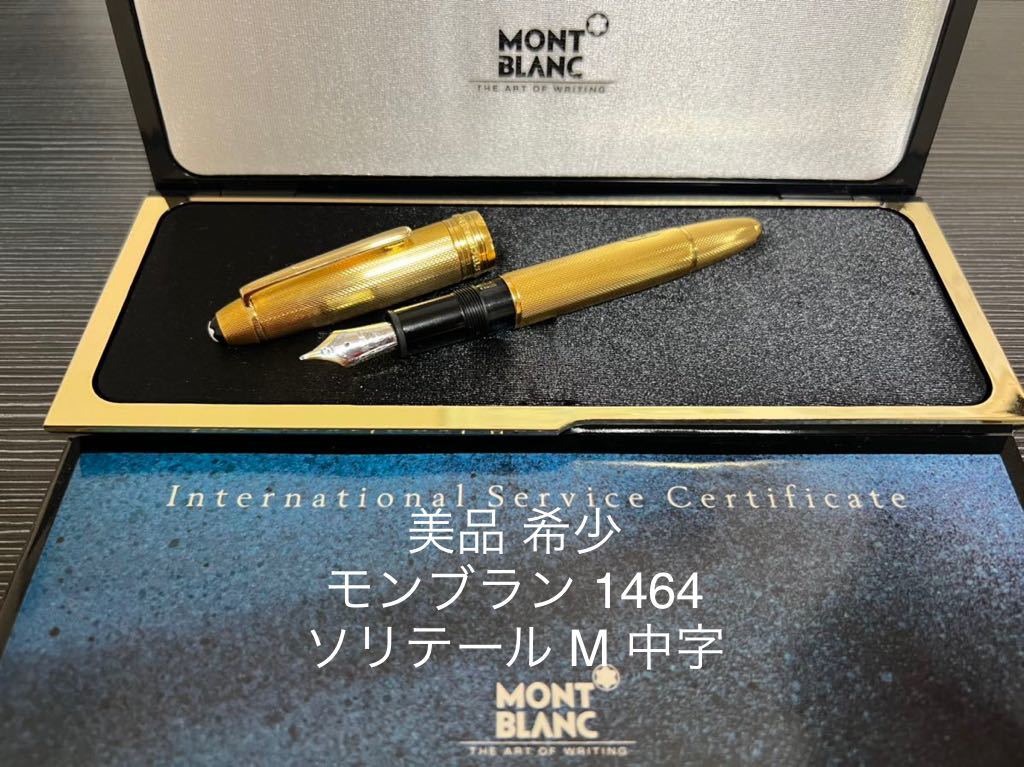 MONT
BLANC
THE ART OF WRITING
International Service Certificate
美品 希少
モンブラン 1464
ソリテール M 中字
MONT
BLANC
THE ART OF WRITING